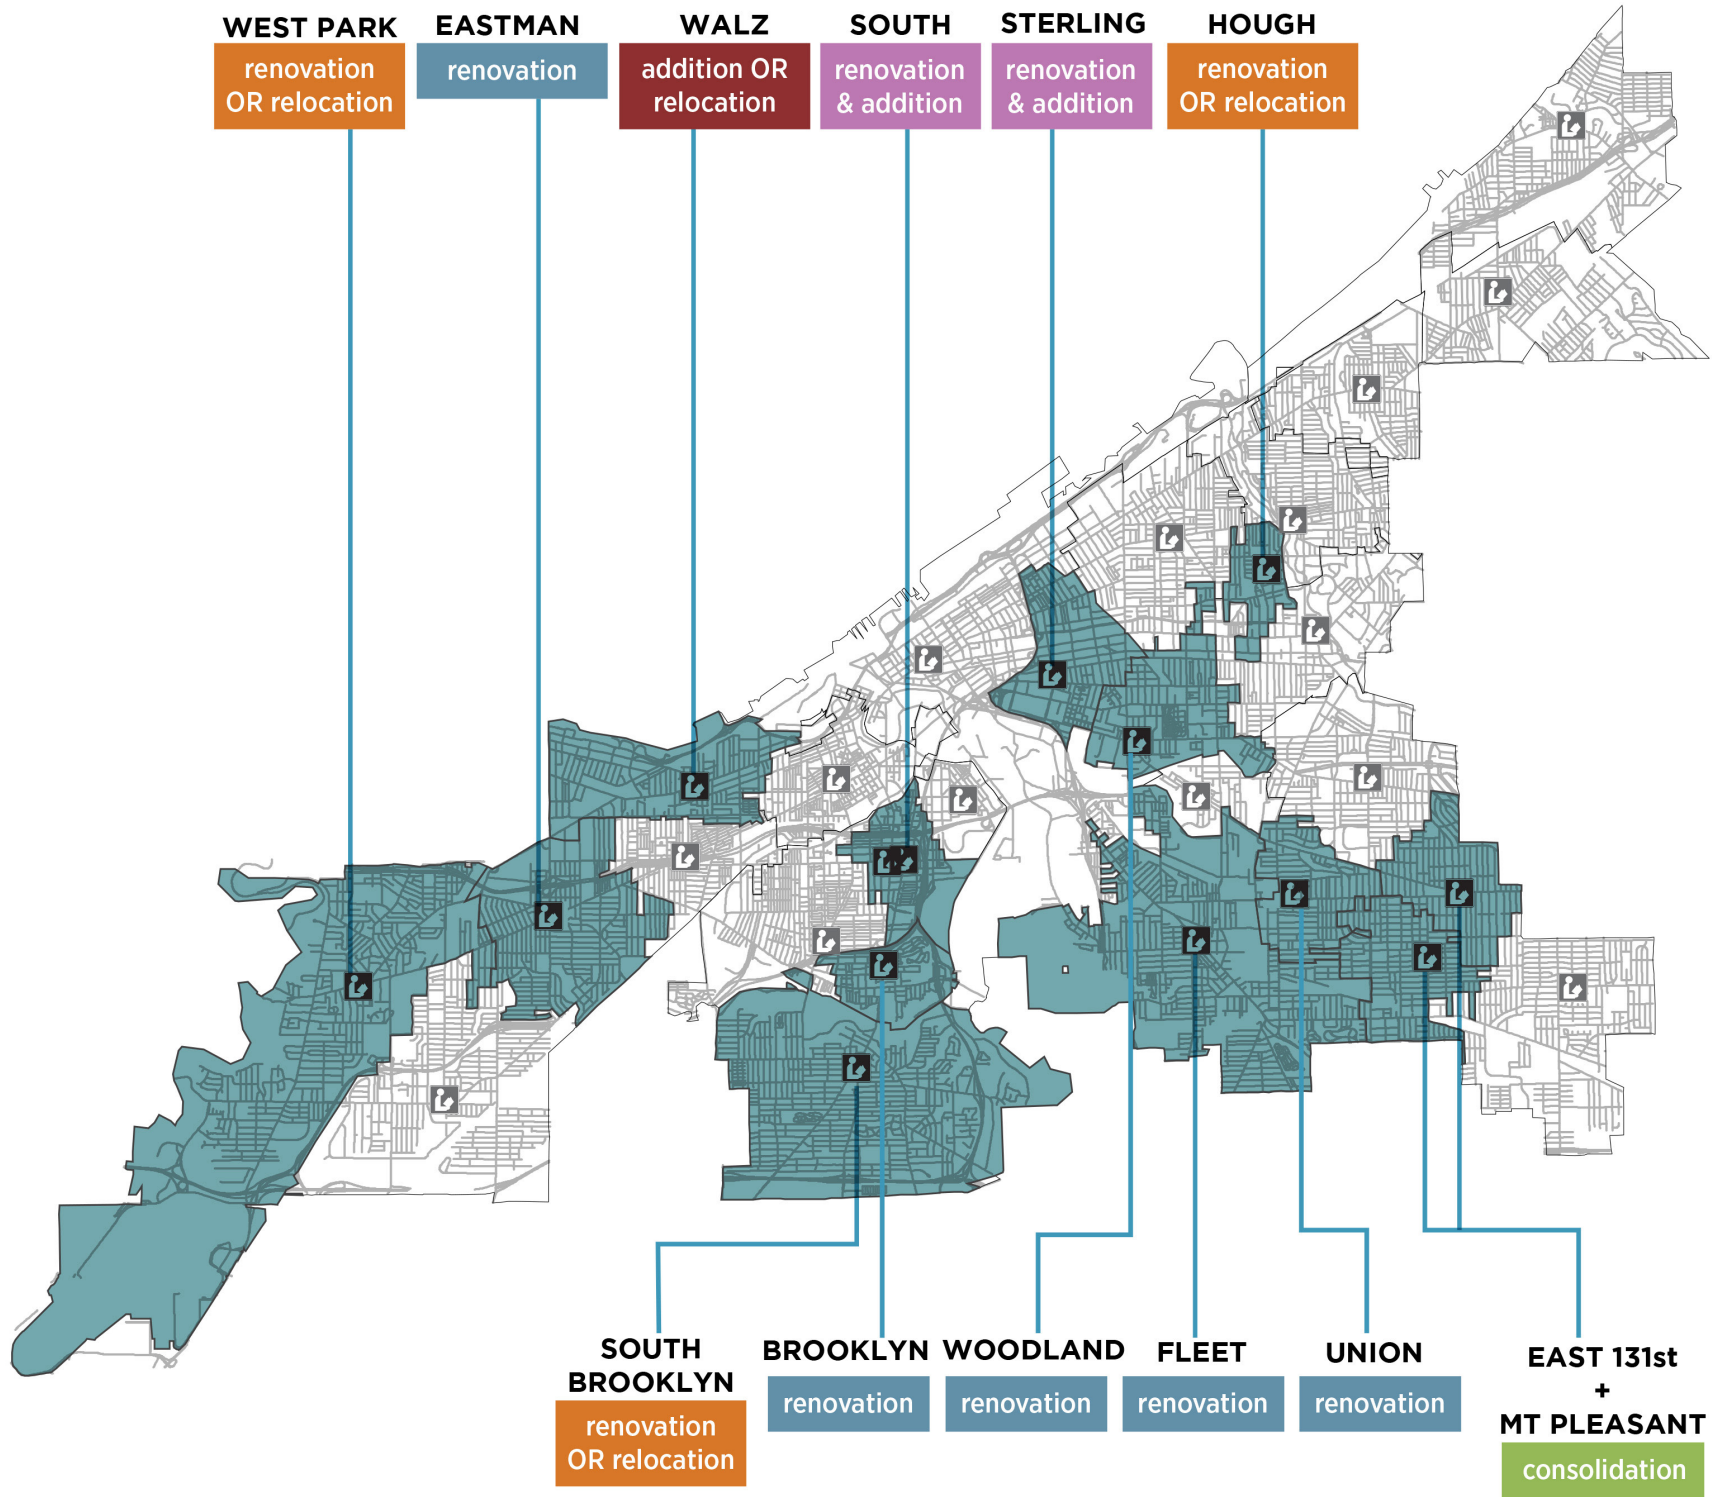 WEST PARK
renovation
OR relocation
EASTMAN
renovation
WALZ
addition OR
relocation
SOUTH
renovation
& addition
STERLING
renovation
& addition
HOUGH
renovation
OR relocation
SOUTH
BROOKLYN
renovation
OR relocation
BROOKLYN
renovation
WOODLAND
renovation
FLEET
renovation
UNION
renovation
EAST 131st
+
MT PLEASANT
consolidation